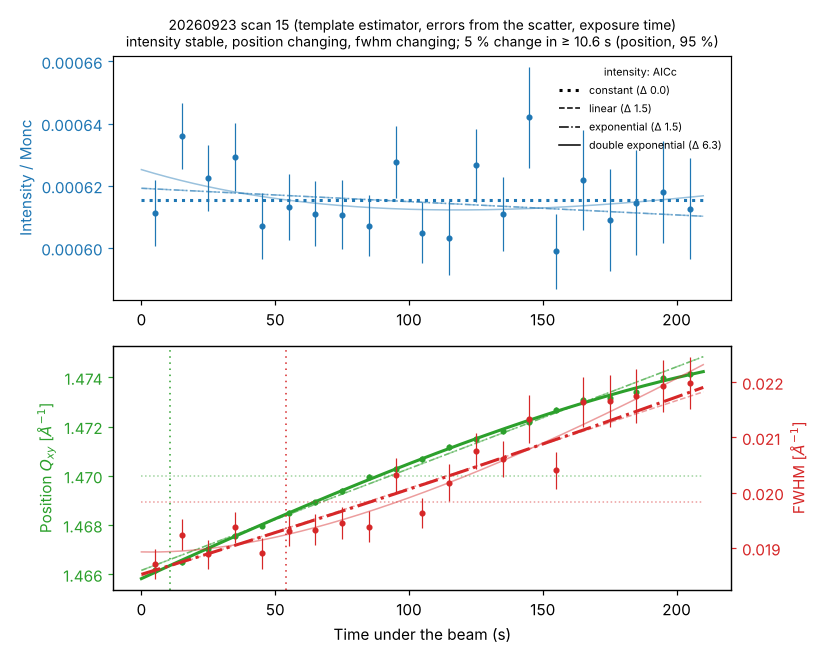 20260923 scan 15 (template estimator, errors from the scatter, exposure time)
intensity stable, position changing, fwhm changing; 5 % change in ≥ 10.6 s (position, 95 %)
Intensity / Monc
0.00066
0.00064
0.00062
0.00060
intensity: AICc
constant (Δ 0.0)
linear (Δ 1.5)
exponential (Δ 1.5)
double exponential (Δ 6.3)
0 50 100 150 200
Position Qxy [Å⁻¹]
1.474
1.472
1.470
1.468
1.466
0.022
0.021
0.020
0.019
FWHM [Å⁻¹]
0 50 100 150 200
Time under the beam (s)